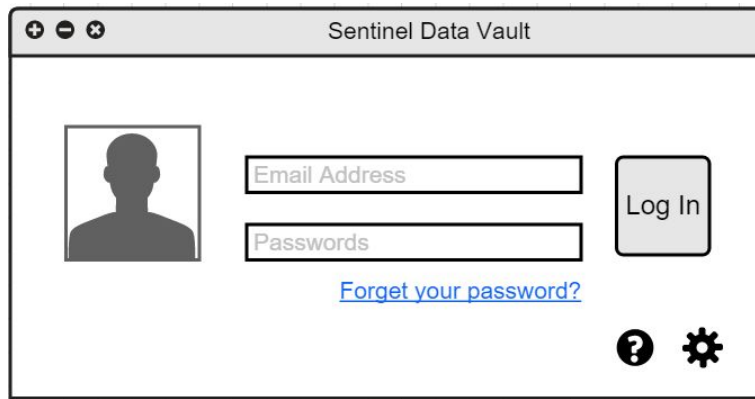 Sentinel Data Vault
Email Address
Log In
Passwords
Forget your password?